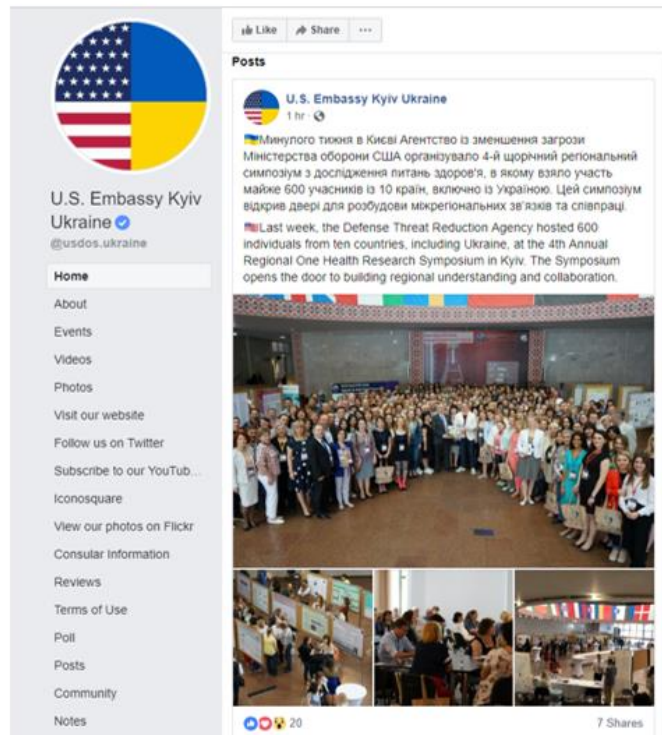 Like
Share
Posts
U.S. Embassy Kyiv Ukraine
1 hr
Минулого тижня в Києві Агентство із зменшення загрози
Міністерства оборони США організувало 4-й щорічний регіональний
симпозіум з дослідження питань здоров'я, в якому взяло участь
майже 600 учасників із 10 країн, включно із Україною. Цей симпозіум
відкрив двері для розбудови міжрегіональних зв'язків та співпраці.
Last week, the Defense Threat Reduction Agency hosted 600
individuals from ten countries, including Ukraine, at the 4th Annual
Regional One Health Research Symposium in Kyiv. The Symposium
opens the door to building regional understanding and collaboration.
20
7 Shares
U.S. Embassy Kyiv
Ukraine
@usdos.ukraine
Home
About
Events
Videos
Photos
Visit our website
Follow us on Twitter
Subscribe to our YouTub...
Iconosquare
View our photos on Flickr
Consular Information
Reviews
Terms of Use
Poll
Posts
Community
Notes